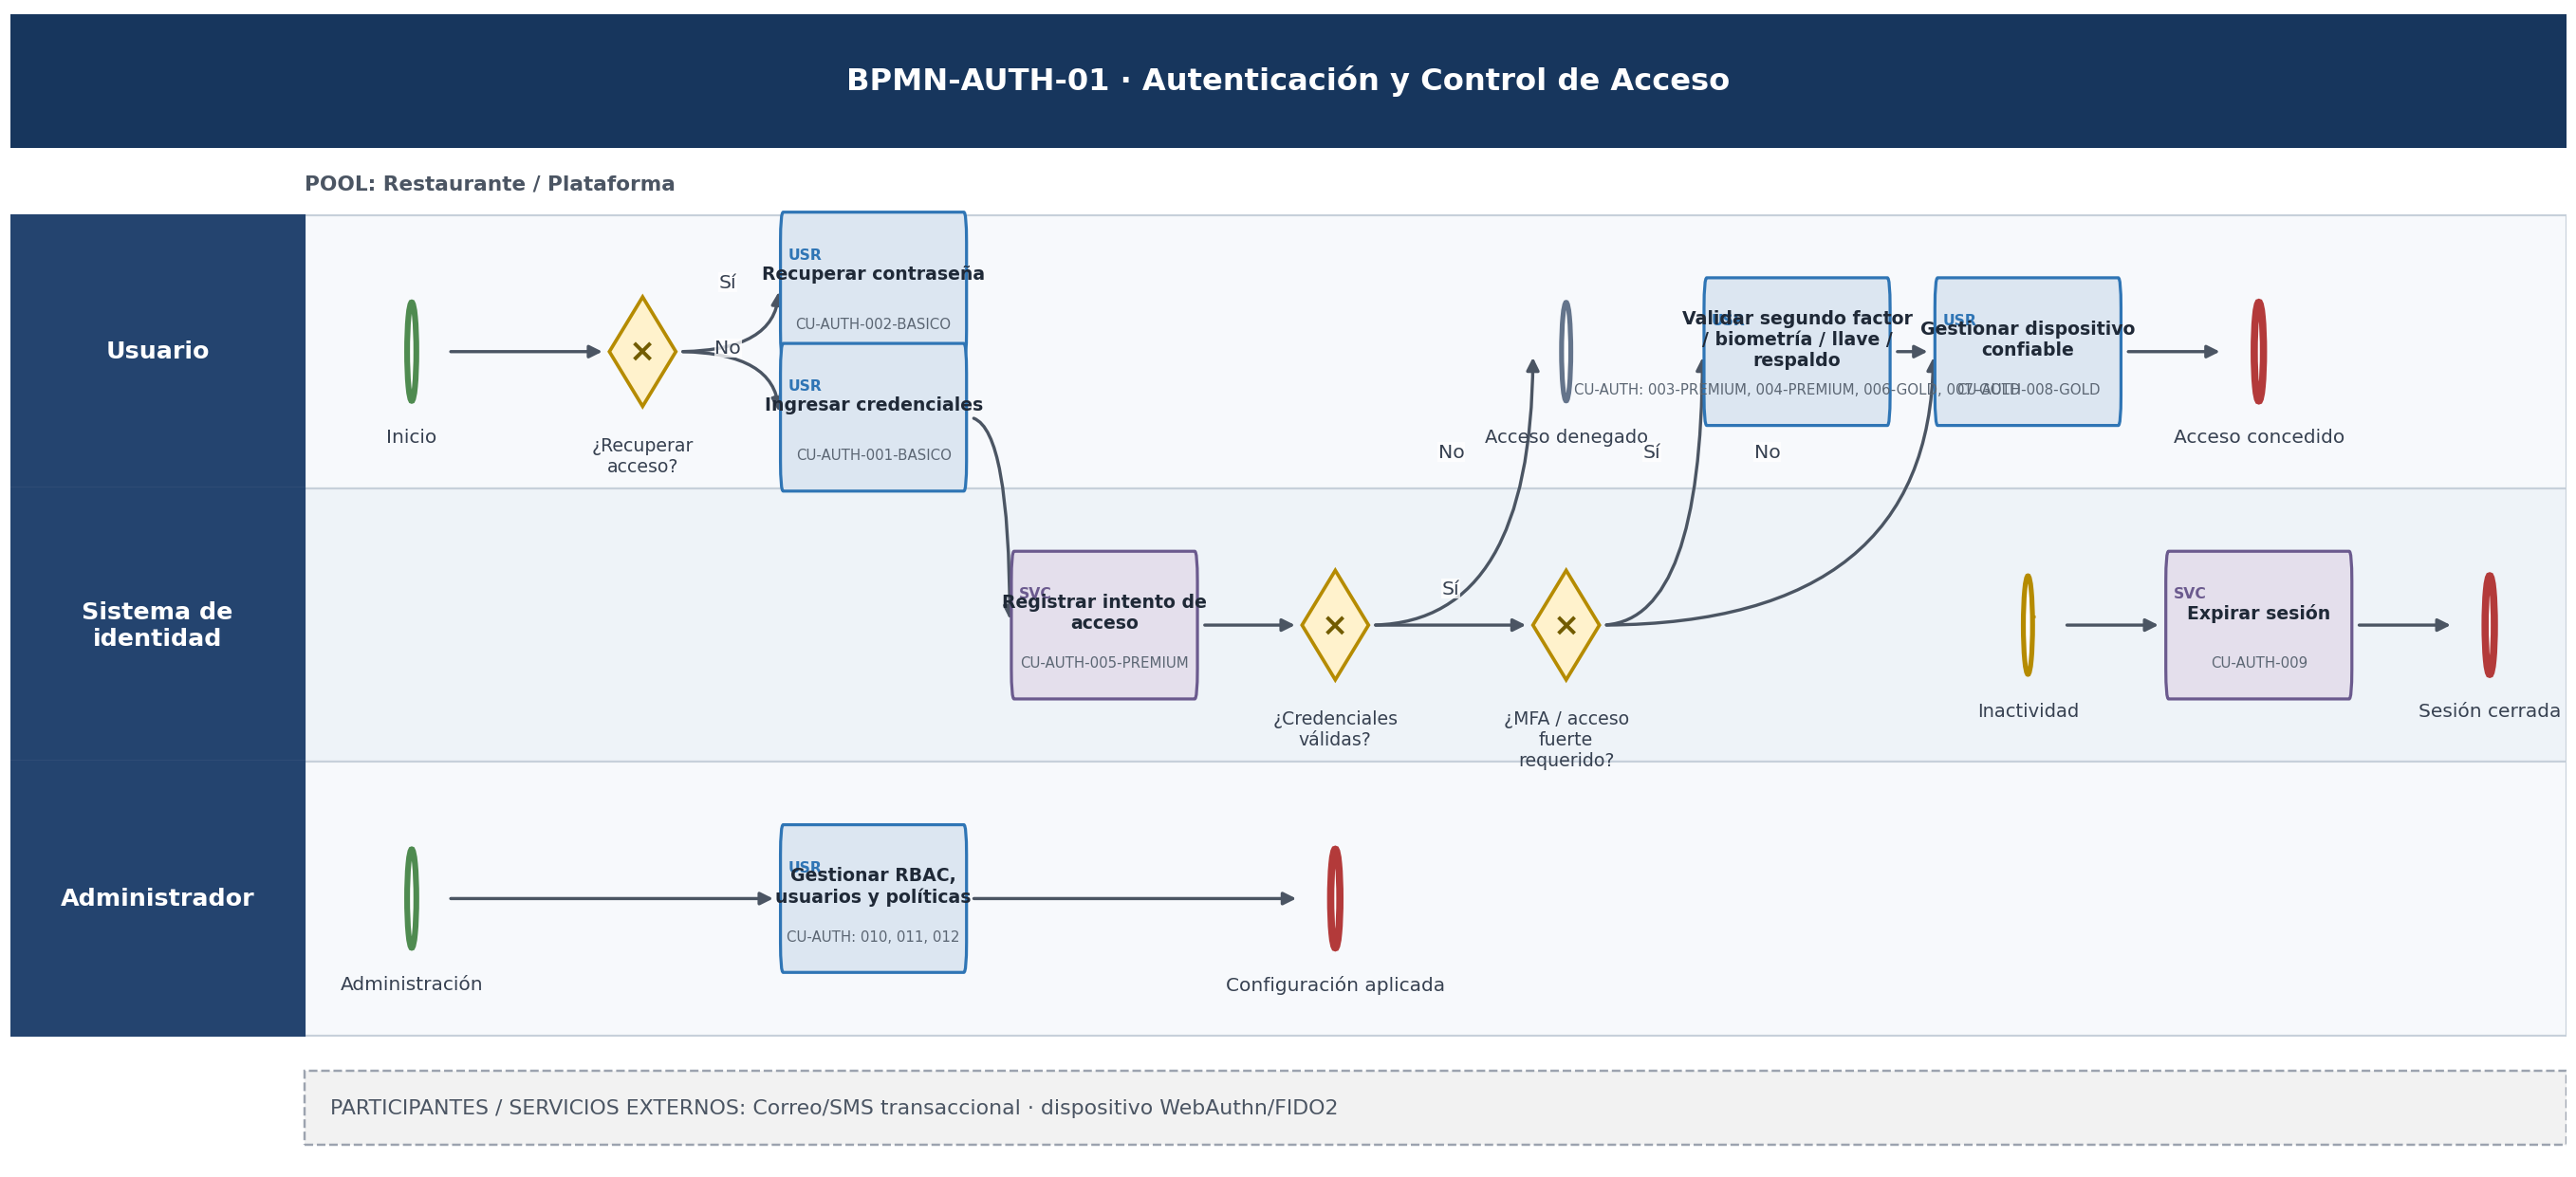 BPMN-AUTH-01 · Autenticación y Control de Acceso
POOL: Restaurante / Plataforma
Usuario
Inicio
¿Recuperar
acceso?
Sí
No
USR
Recuperar contraseña
CU-AUTH-002-BASICO
USR
Ingresar credenciales
CU-AUTH-001-BASICO
Acceso denegado
USR
Validar segundo factor
/ biometría / llave /
respaldo
CU-AUTH: 003-PREMIUM, 004-PREMIUM, 006-GOLD, 007-GOLD
USR
Gestionar dispositivo
confiable
CU-AUTH-008-GOLD
Acceso concedido
No
Sí
No
Sistema de
identidad
SVC
Registrar intento de
acceso
CU-AUTH-005-PREMIUM
¿Credenciales
válidas?
Sí
¿MFA / acceso
fuerte
requerido?
Inactividad
SVC
Expirar sesión
CU-AUTH-009
Sesión cerrada
Administrador
Administración
USR
Gestionar RBAC,
usuarios y políticas
CU-AUTH: 010, 011, 012
Configuración aplicada
PARTICIPANTES / SERVICIOS EXTERNOS: Correo/SMS transaccional · dispositivo WebAuthn/FIDO2